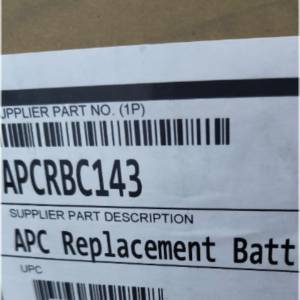 UPPLIER PART NO. (1P)
APCRBC143
SUPPLIER PART DESCRIPTION
APC Replacement Batt
UPC